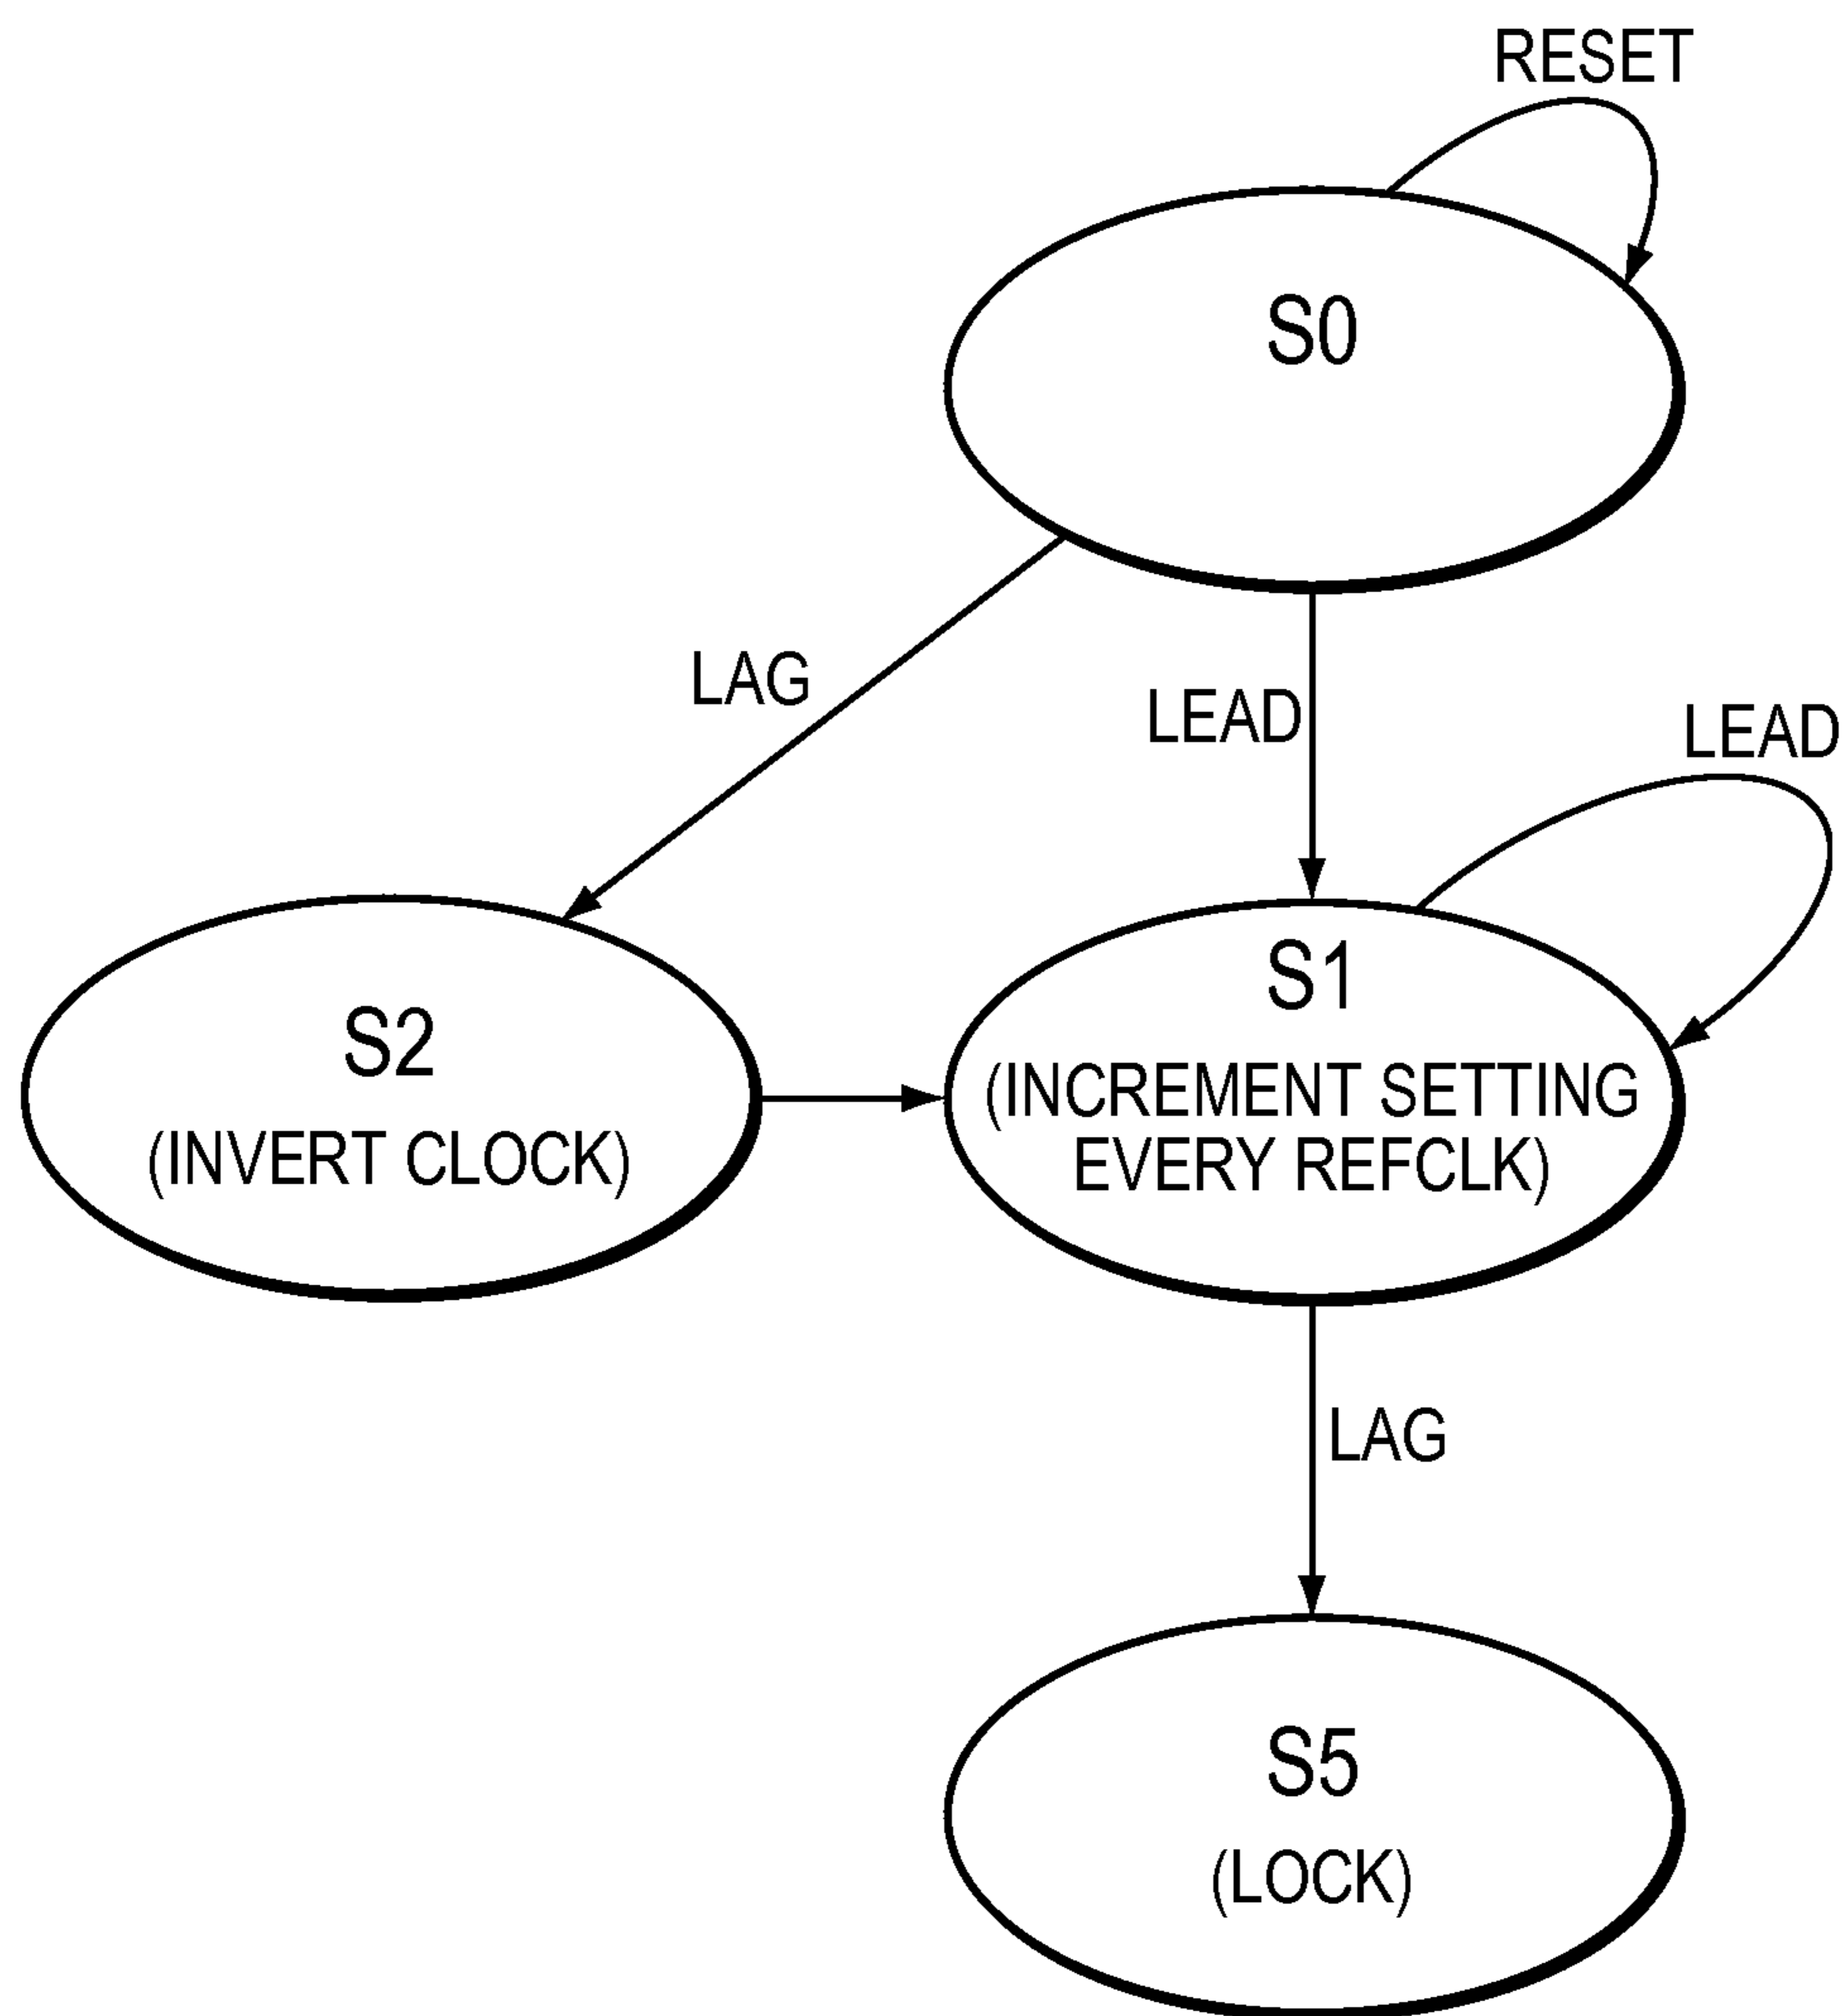 RESET
S0
LAG
LEAD
LEAD
S2
(INVERT CLOCK)
S1
(INCREMENT SETTING
EVERY REFCLK)
LAG
S5
(LOCK)